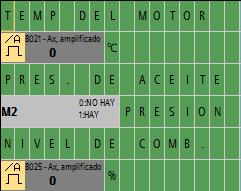 TEMP DEL MOTOR
B021 - Ax, amplificado
0 °C
PRES. DE ACEITE
M2 0:NO HAY
1:HAY PRESION
NIVEL DE COMB.
B025 - Ax, amplificado
0 %